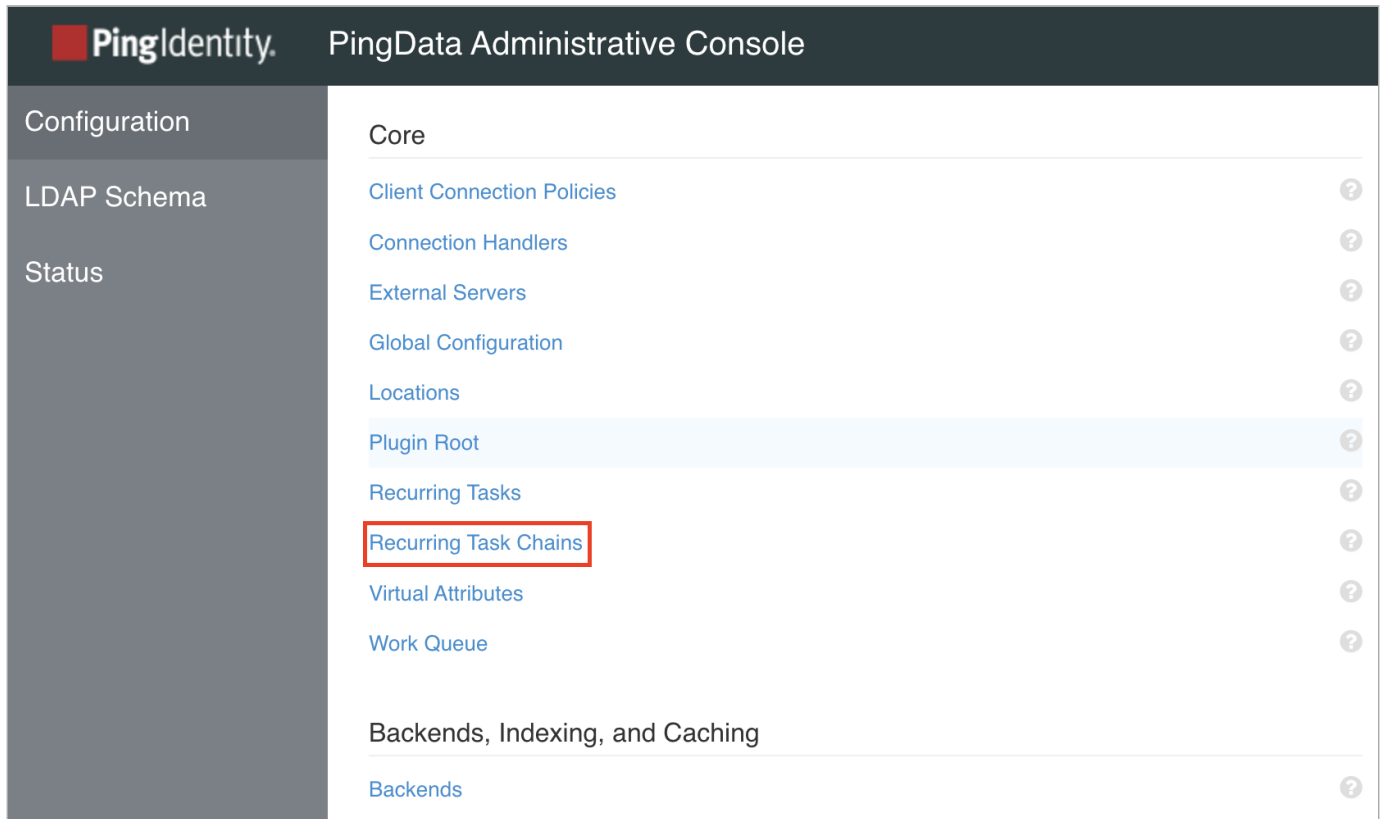 PingIdentity. PingData Administrative Console
Configuration
LDAP Schema
Status
Core
Client Connection Policies ?
Connection Handlers ?
External Servers ?
Global Configuration ?
Locations ?
Plugin Root ?
Recurring Tasks ?
Recurring Task Chains ?
Virtual Attributes ?
Work Queue ?
Backends, Indexing, and Caching
Backends ?